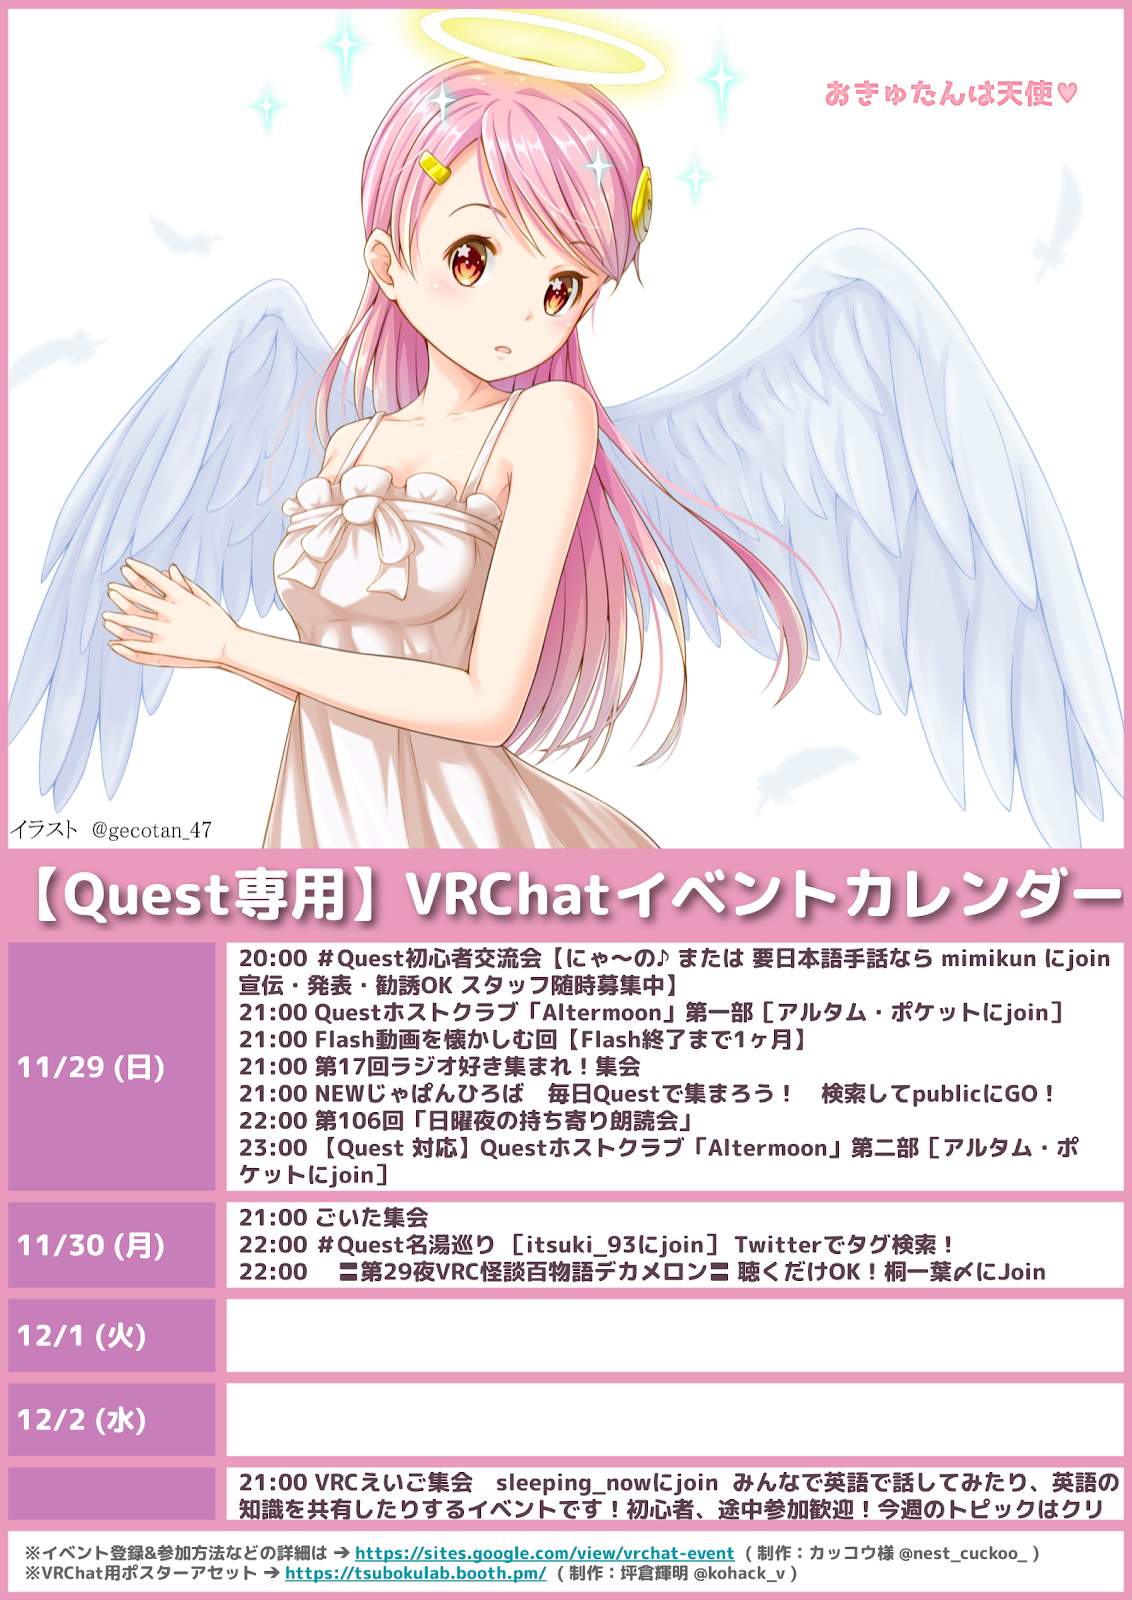 おきゅたんは天使♥
イラスト @gecotan_47
【Quest専用】VRChatイベントカレンダー
11/29 (日)
20:00 #Quest初心者交流会【にゃ〜の♪ または 要日本語手話なら mimikun にjoin
宣伝・発表・勧誘OK スタッフ随時募集中】
21:00 Questホストクラブ「Altermoon」第一部［アルタム・ポケットにjoin］
21:00 Flash動画を懐かしむ回【Flash終了まで1ヶ月】
21:00 第17回ラジオ好き集まれ！集会
21:00 NEWじゃぱんひろば　毎日Questで集まろう！　検索してpublicにGO！
22:00 第106回「日曜夜の持ち寄り朗読会」
23:00 【Quest 対応】Questホストクラブ「Altermoon」第二部［アルタム・ポ
ケットにjoin］
11/30 (月)
21:00 ごいた集会
22:00 #Quest名湯巡り ［itsuki_93にjoin］ Twitterでタグ検索！
22:00 　〓第29夜VRC怪談百物語デカメロン〓 聴くだけOK！桐一葉〆にJoin
12/1 (火)
12/2 (水)
21:00 VRCえいご集会　sleeping_nowにjoin みんなで英語で話してみたり、英語の
知識を共有したりするイベントです！初心者、途中参加歓迎！今週のトピックはクリ
※イベント登録&参加方法などの詳細は ➔ https://sites.google.com/view/vrchat-event ( 制作：カッコウ様 @nest_cuckoo_ )
※VRChat用ポスターアセット ➔ https://tsubokulab.booth.pm/ ( 制作：坪倉輝明 @kohack_v )